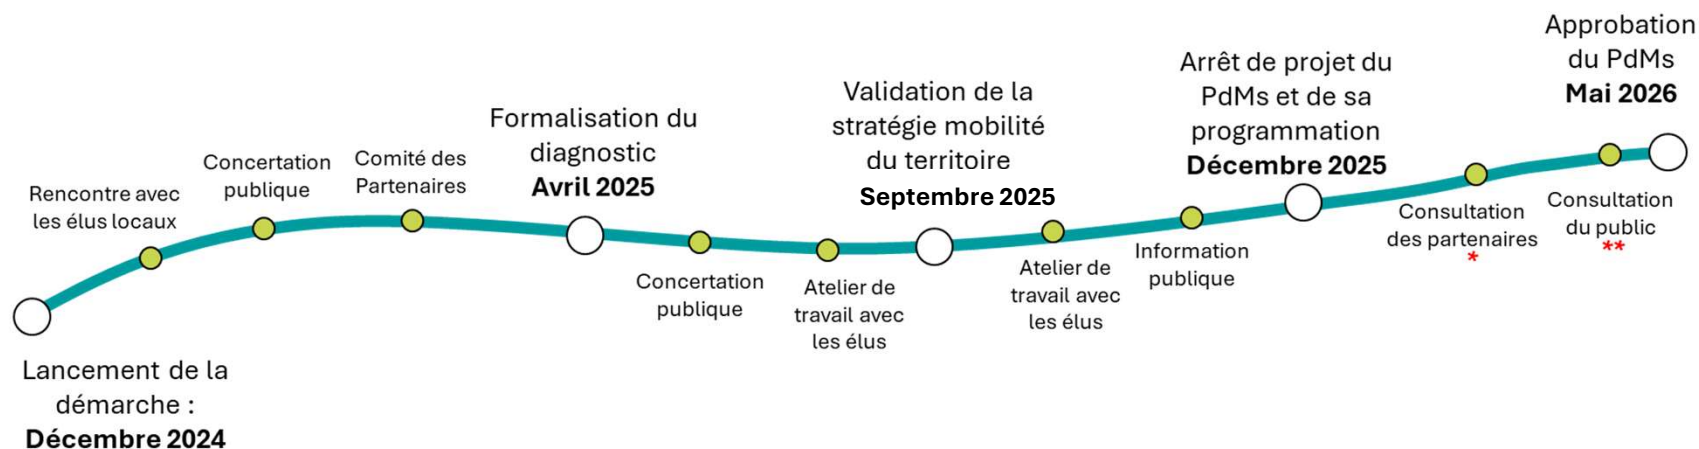 Lancement de la
démarche :
Décembre 2024
Rencontre avec
les élus locaux
Concertation
publique
Comité des
Partenaires
Formalisation du
diagnostic
Avril 2025
Concertation
publique
Atelier de
travail avec
les élus
Validation de la
stratégie mobilité
du territoire
Septembre 2025
Atelier de
travail avec
les élus
Information
publique
Arrêt de projet du
PdMs et de sa
programmation
Décembre 2025
Consultation
des partenaires
*
Consultation
du public
**
Approbation
du PdMs
Mai 2026